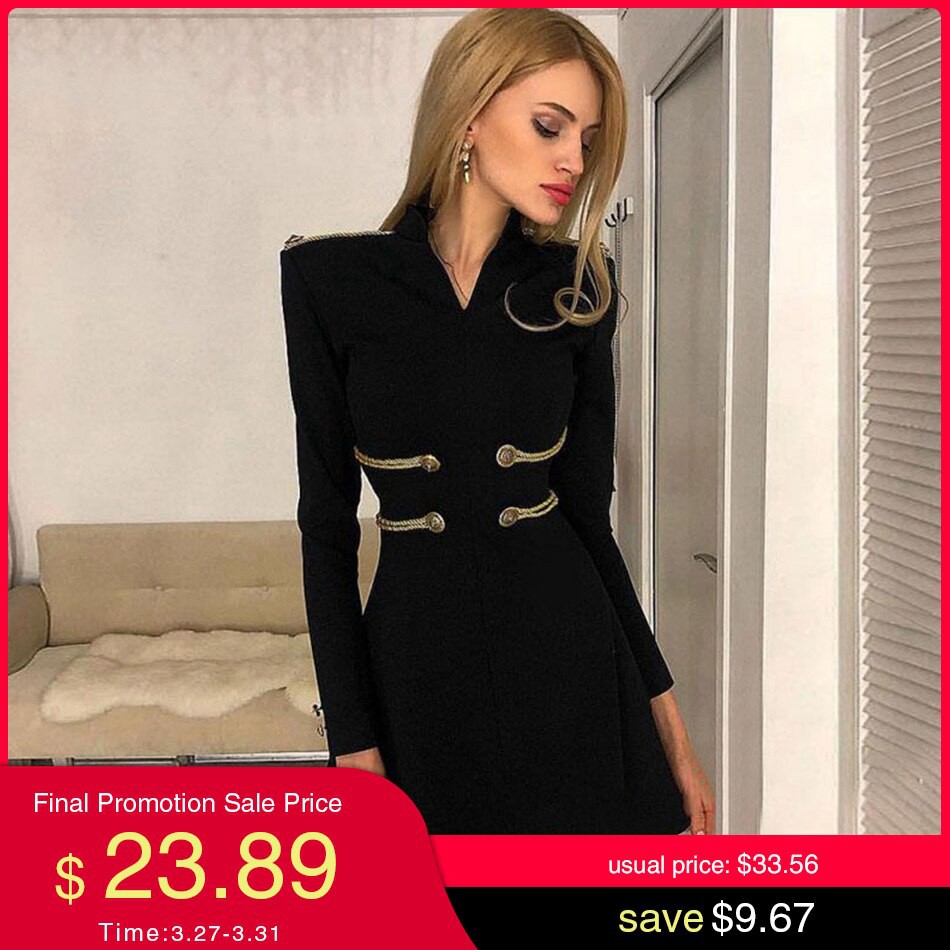 Final Promotion Sale Price
$ 23.89
Time:3.27-3.31
usual price: $33.56
save $9.67